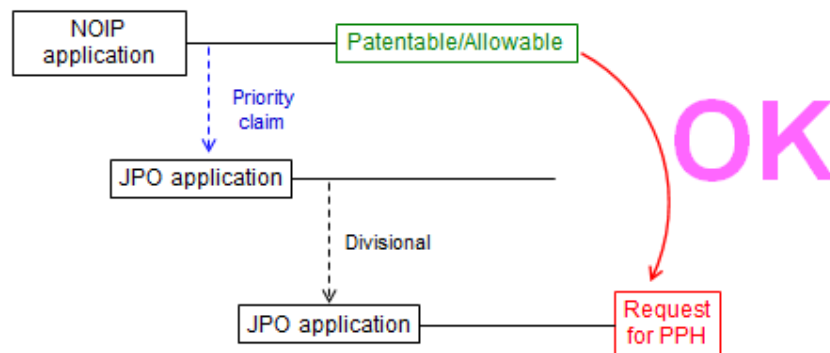 NOIP
application
Patentable/Allowable
Priority
claim
OK
JPO application
Divisional
JPO application
Request
for PPH